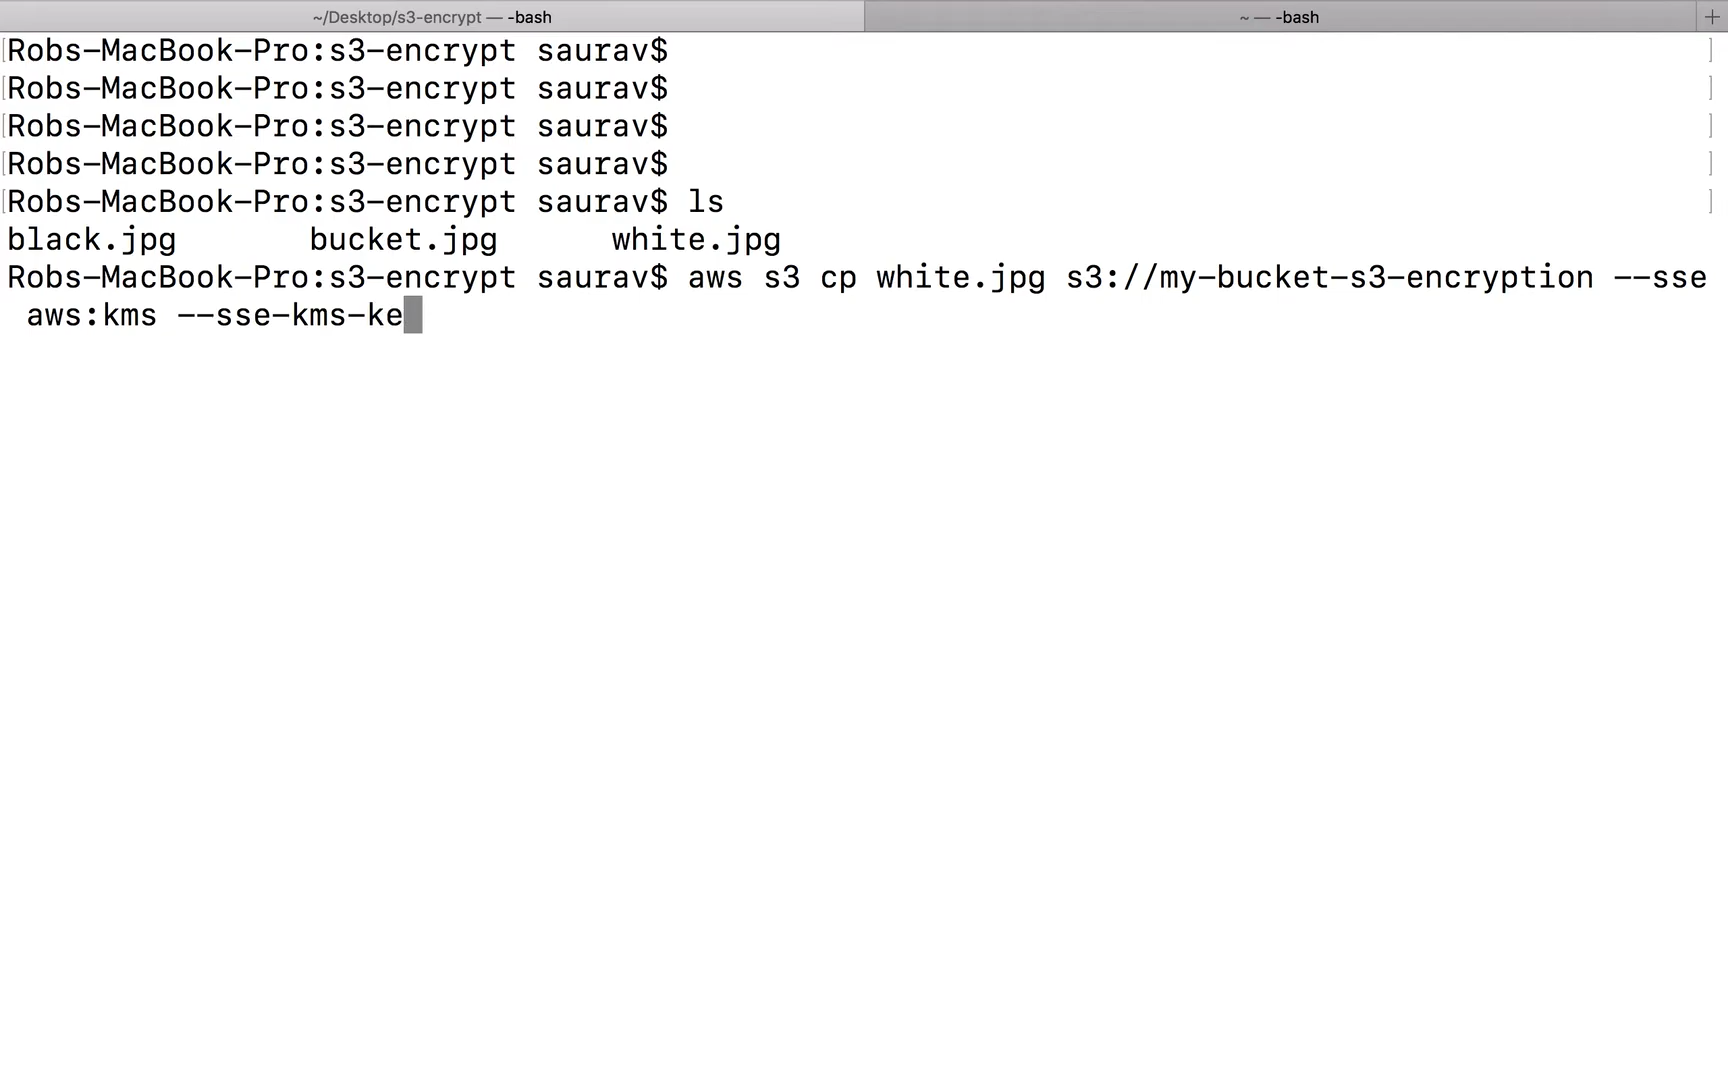 ~/Desktop/s3-encrypt — -bash
~ — -bash
+
[Robs-MacBook-Pro:s3-encrypt saurav$ ]
[Robs-MacBook-Pro:s3-encrypt saurav$ ]
[Robs-MacBook-Pro:s3-encrypt saurav$ ]
[Robs-MacBook-Pro:s3-encrypt saurav$ ]
[Robs-MacBook-Pro:s3-encrypt saurav$ ls ]
black.jpg bucket.jpg white.jpg
Robs-MacBook-Pro:s3-encrypt saurav$ aws s3 cp white.jpg s3://my-bucket-s3-encryption --sse
aws:kms --sse-kms-ke